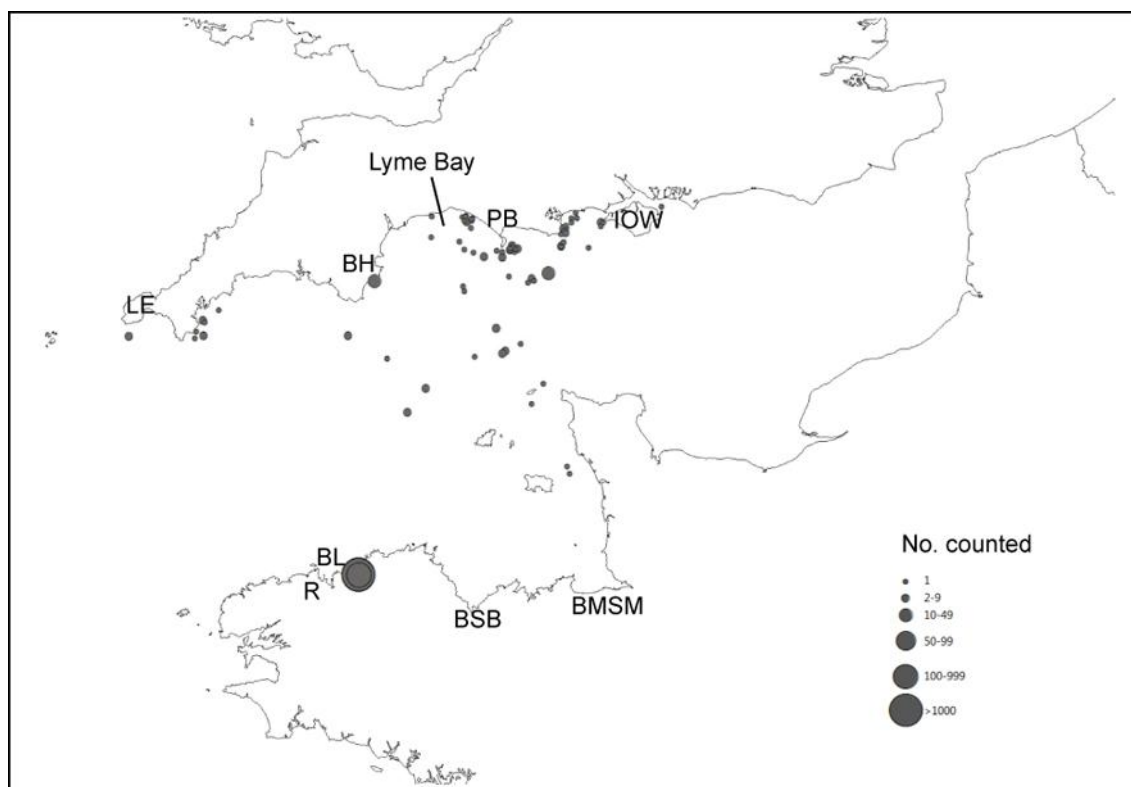 Lyme Bay
PB
IOW
BH
LE
BL
R
BSB
BMSM
No. counted
1
2-9
10-49
50-99
100-999
>1000